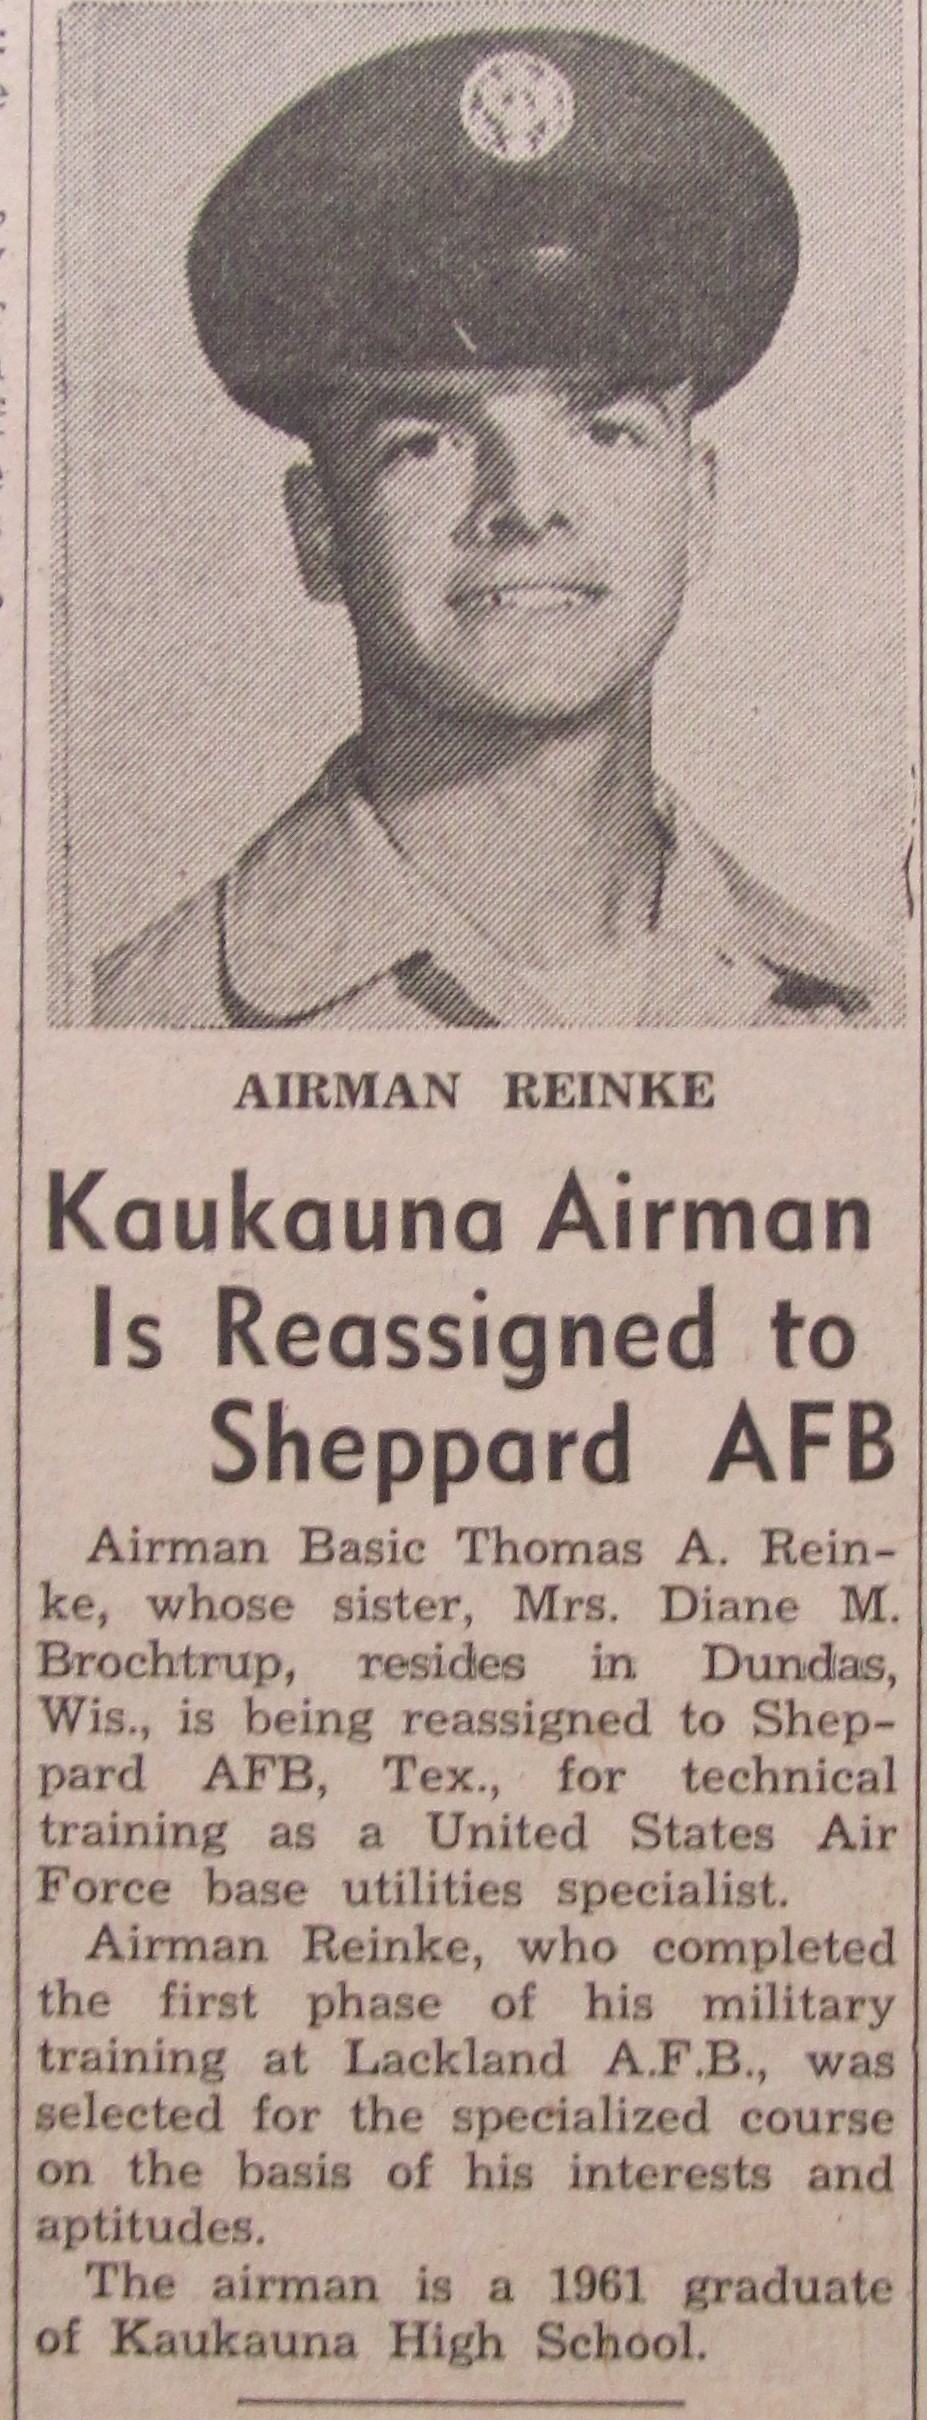 AIRMAN REINKE
Kaukauna Airman
Is Reassigned to
Sheppard AFB
Airman Basic Thomas A. Rein-
ke, whose sister, Mrs. Diane M.
Brochtrup, resides in Dundas,
Wis., is being reassigned to Shep-
pard AFB, Tex., for technical
training as a United States Air
Force base utilities specialist.
Airman Reinke, who completed
the first phase of his military
training at Lackland A.F.B., was
selected for the specialized course
on the basis of his interests and
aptitudes.
The airman is a 1961 graduate
of Kaukauna High School.